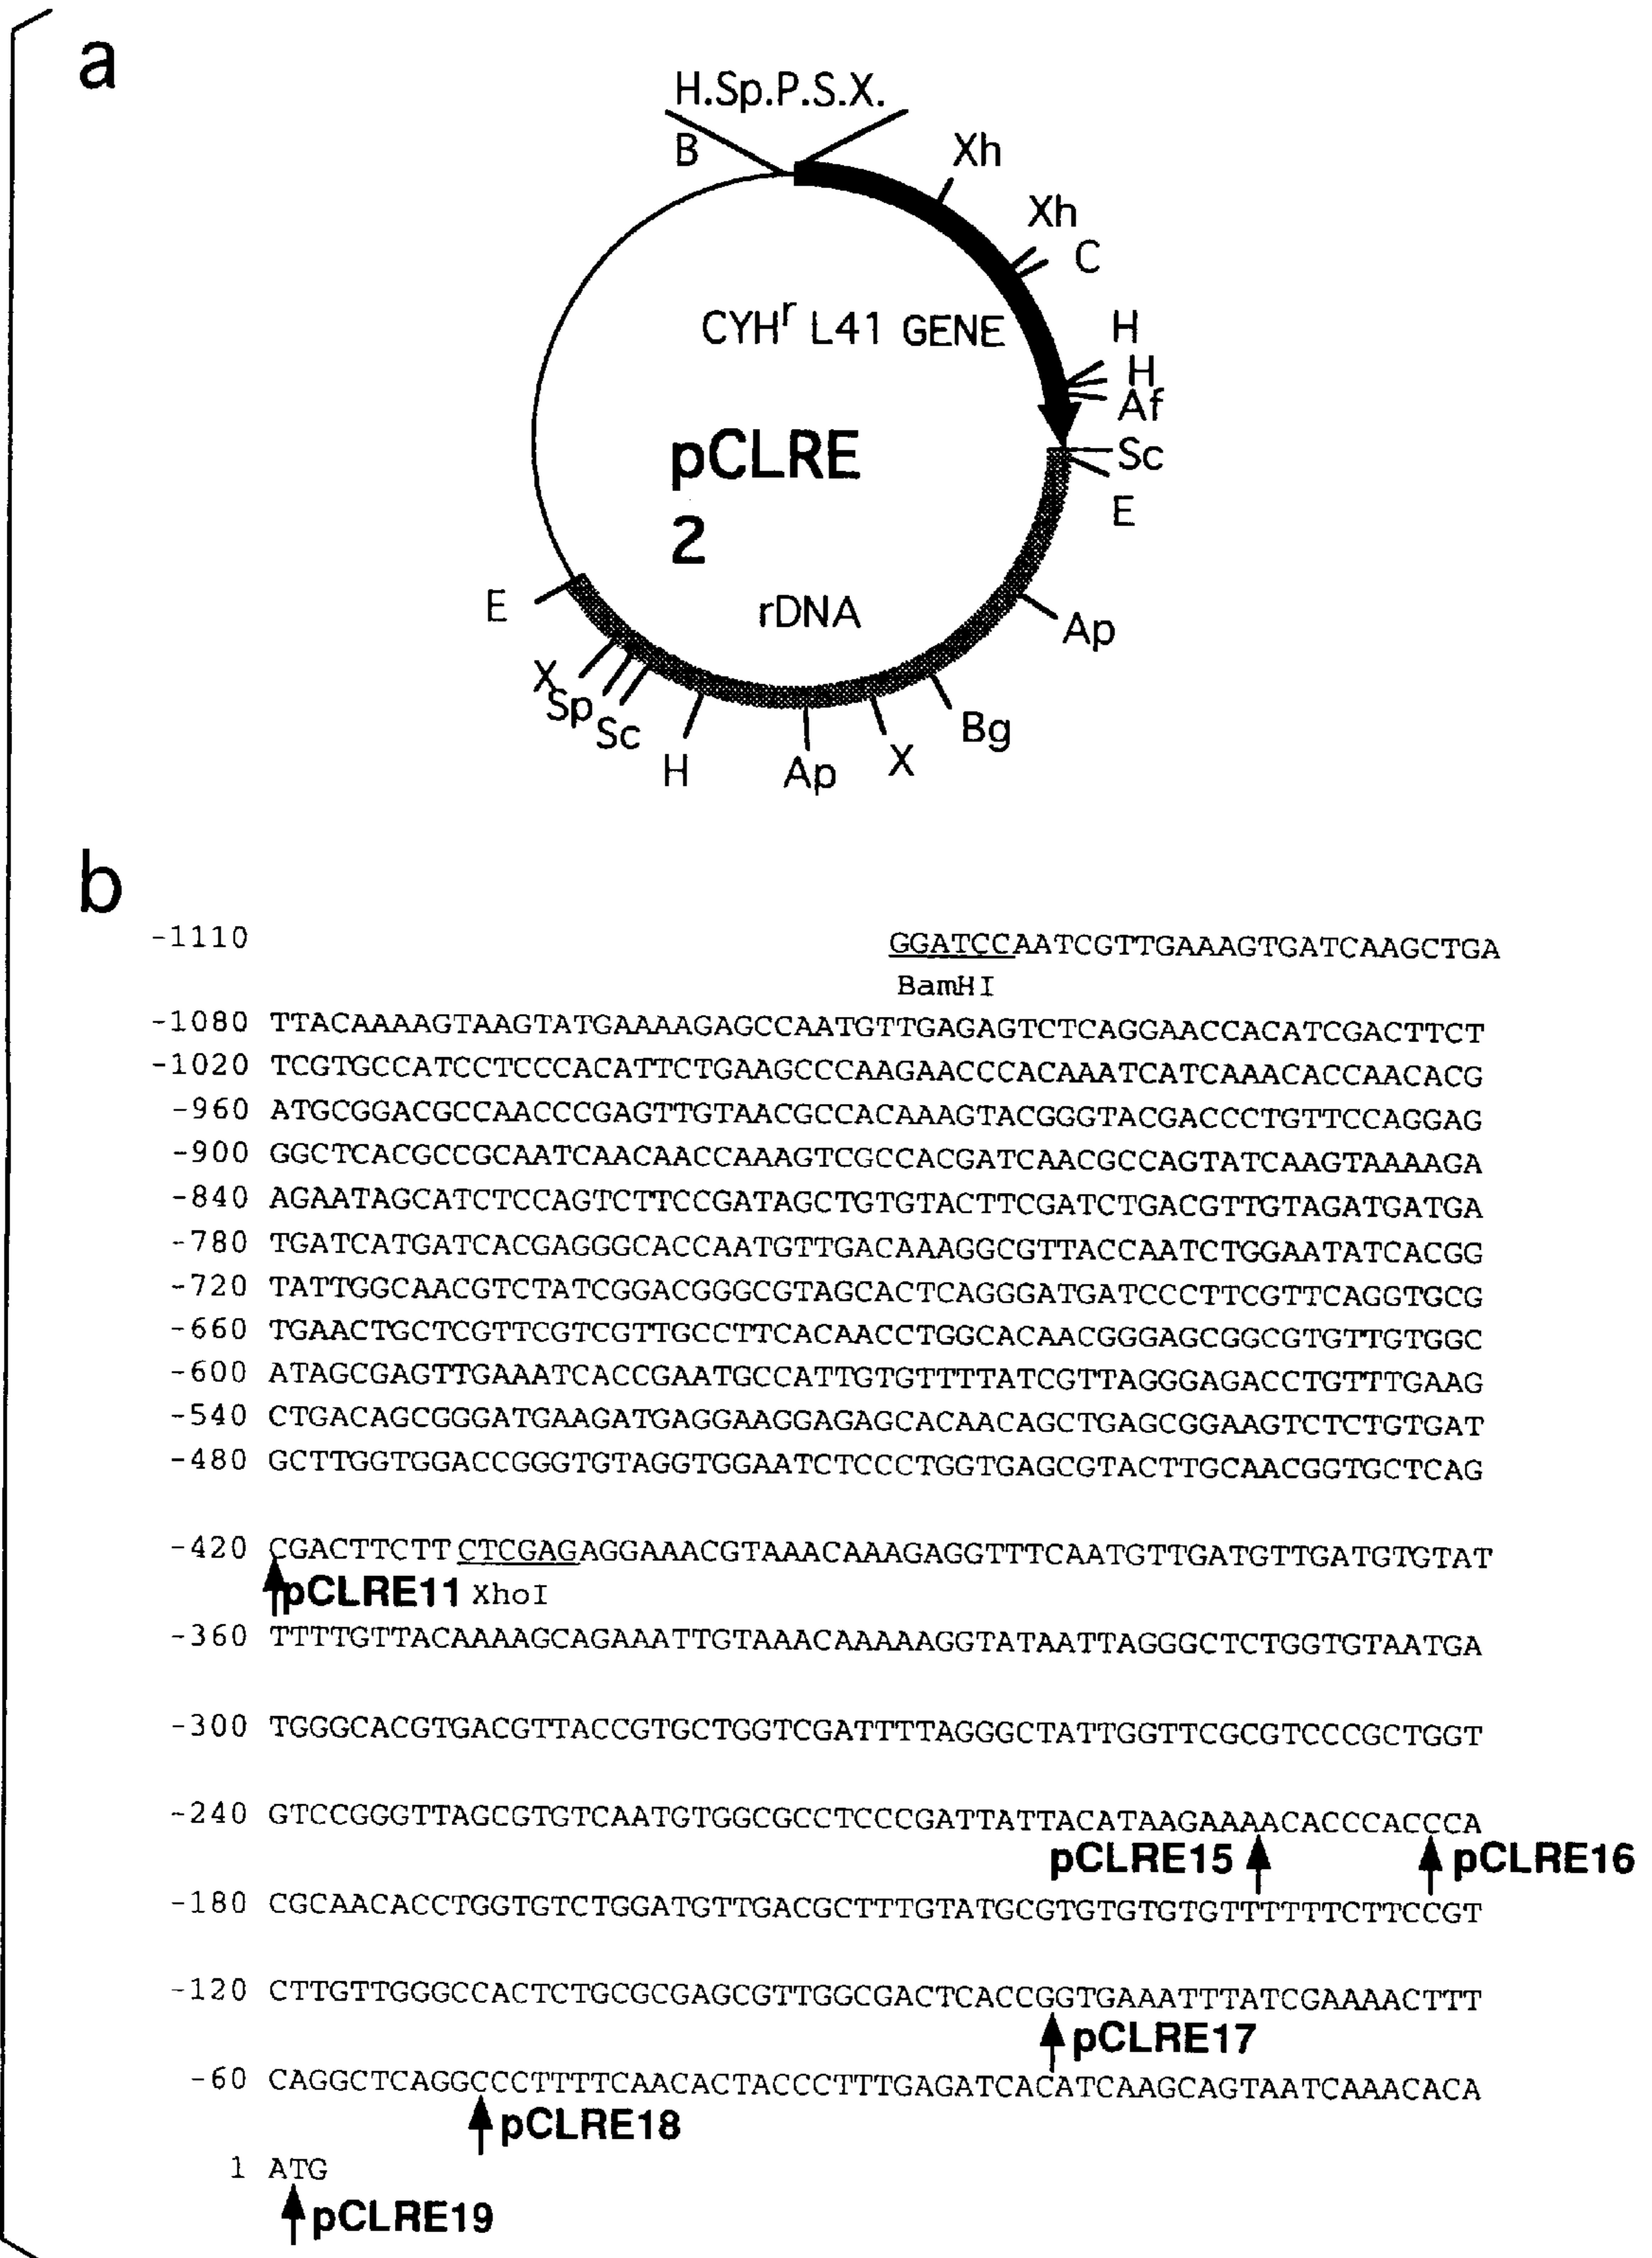 a
H.Sp.P.S.X.
B
Xh
Xh
C
CYHr L41 GENE
H
H
Af
pCLRE
Sc
E
2
E
rDNA
Ap
X
Sp
Sc
Bg
H
Ap
X
b
-1110 GGATCCAATCGTTGAAAGTGATCAAGCTGA
BamHI
-1080 TTACAAAAGTAAGTATGAAAAGAGCCAATGTTGAGAGTCTCAGGAACCACATCGACTTCT
-1020 TCGTGCCATCCTCCCACATTCTGAAGCCCAAGAACCCACAAATCATCAAACACCAACACG
-960 ATGCGGACGCCAACCCGAGTTGTAACGCCACAAAGTACGGGTACGACCCTGTTCCAGGAG
-900 GGCTCACGCCGCAATCAACAACCAAAGTCGCCACGATCAACGCCAGTATCAAGTAAAAGA
-840 AGAATAGCATCTCCAGTCTTCCGATAGCTGTGTACTTCGATCTGACGTTGTAGATGATGA
-780 TGATCATGATCACGAGGGCACCAATGTTGACAAAGGCGTTACCAATCTGGAATATCACGG
-720 TATTGGCAACGTCTATCGGACGGGCGTAGCACTCAGGGATGATCCCTTCGTTCAGGTGCG
-660 TGAACTGCTCGTTCGTCGTTGCCTTCACAACCTGGCACAACGGGAGCGGCGTGTTGTGGC
-600 ATAGCGAGTTGAAATCACCGAATGCCATTGTGTTTTATCGTTAGGGAGACCTGTTTGAAG
-540 CTGACAGCGGGATGAAGATGAGGAAGGAGAGCACAACAGCTGAGCGGAAGTCTCTGTGAT
-480 GCTTGGTGGACCGGGTGTAGGTGGAATCTCCCTGGTGAGCGTACTTGCAACGGTGCTCAG
-420 CGACTTCTT CTCGAGAGGAAACGTAAACAAAGAGGTTTCAATGTTGATGTTGATGTGTAT
pCLRE11 XhoI
-360 TTTTGTTACAAAAGCAGAAATTGTAAACAAAAAGGTATAATTAGGGCTCTGGTGTAATGA
-300 TGGGCACGTGACGTTACCGTGCTGGTCGATTTTAGGGCTATTGGTTCGCGTCCCGCTGGT
-240 GTCCGGGTTAGCGTGTCAATGTGGCGCCTCCCGATTATTACATAAGAAAACACCCACCCA
pCLRE15 pCLRE16
-180 CGCAACACCTGGTGTCTGGATGTTGACGCTTTGTATGCGTGTGTGTGTTTTTTCTTCCGT
-120 CTTGTTGGGCCACTCTGCGCGAGCGTTGGCGACTCACCGGTGAAATTTATCGAAAACTTT
pCLRE17
-60 CAGGCTCAGGCCCTTTTCAACACTACCCTTTGAGATCACATCAAGCAGTAATCAAACACA
pCLRE18
1 ATG
pCLRE19